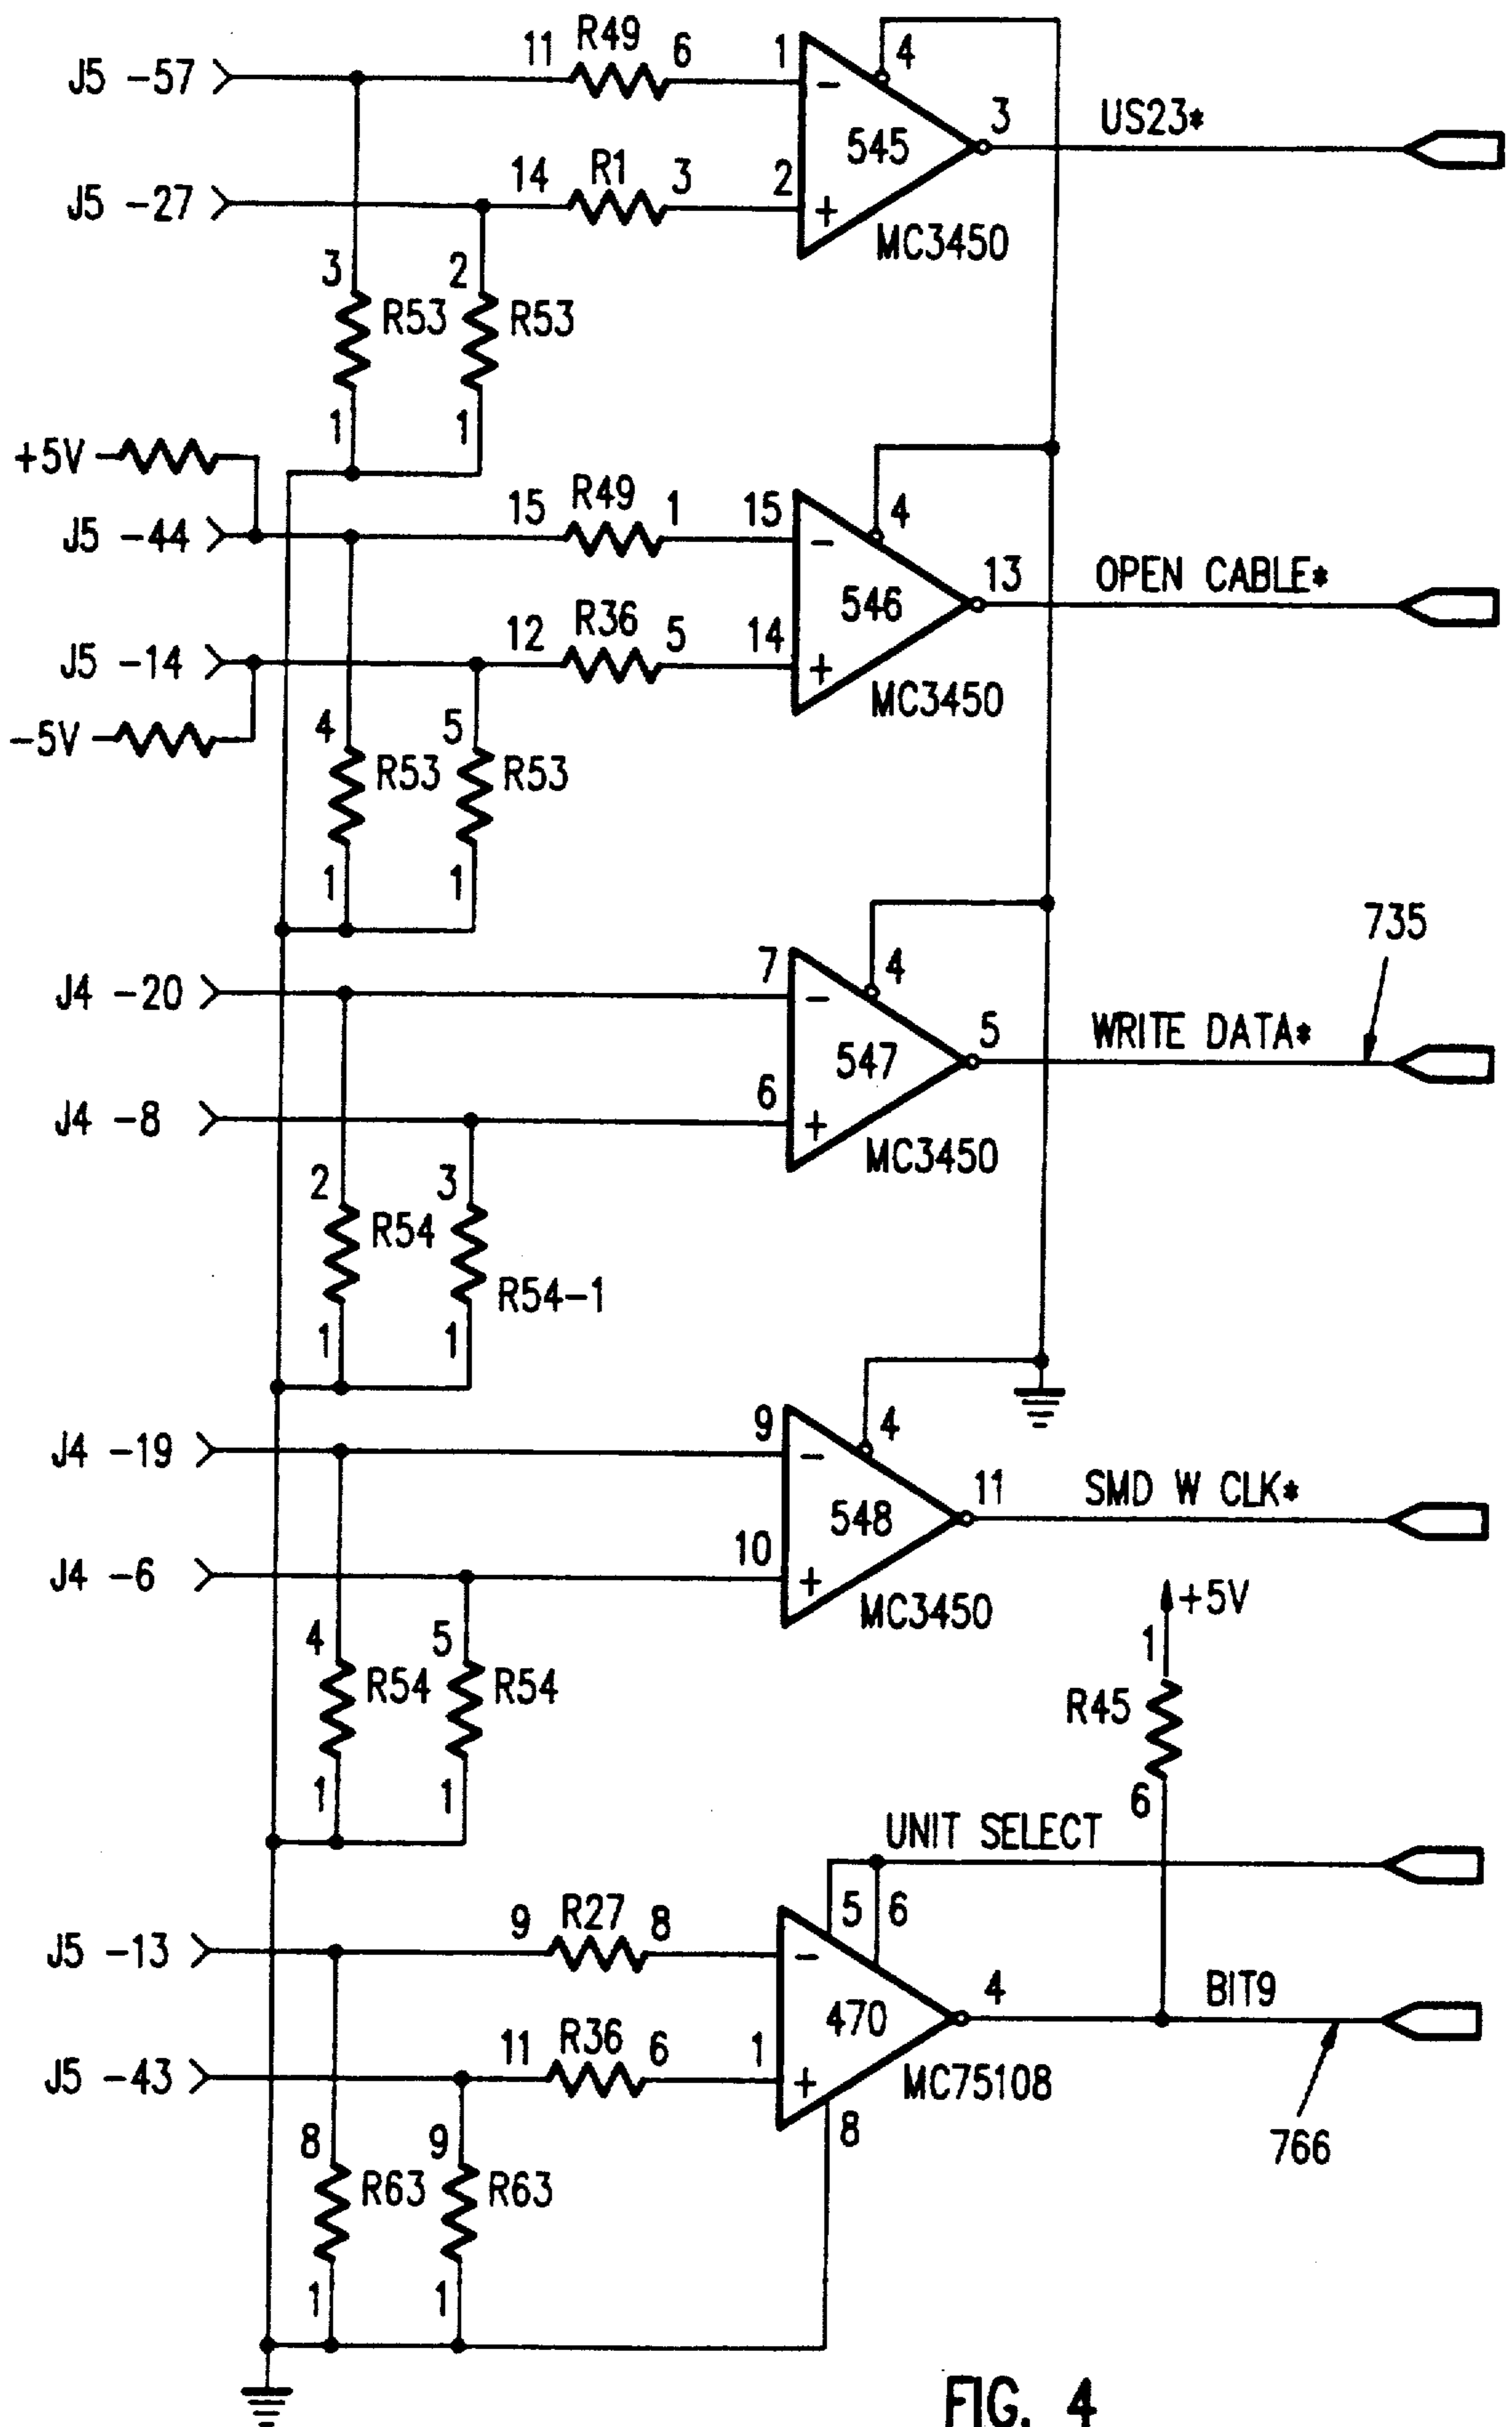 J5 -57 11 R49 6 1 - 4
545 3 US23*
J5 -27 14 R1 3 2 +
MC3450
3 R53 2 R53
1 1
+5V
J5 -44 15 R49 1 15 - 4
546 13 OPEN CABLE*
J5 -14 12 R36 5 14 +
MC3450
-5V
4 R53 5 R53
1 1
735
J4 -20 7 - 4
547 5 WRITE DATA*
J4 -8 6 +
MC3450
2 R54 3 R54-1
1 1
J4 -19 9 - 4
548 11 SMD W CLK*
J4 -6 10 +
MC3450
+5V
1
R45
6
4 R54 5 R54
1 1
UNIT SELECT
5 6
J5 -13 9 R27 8 -
470 4 BIT9
J5 -43 11 R36 6 1 +
MC75108
8
766
8 R63 9 R63
1 1
FIG. 4